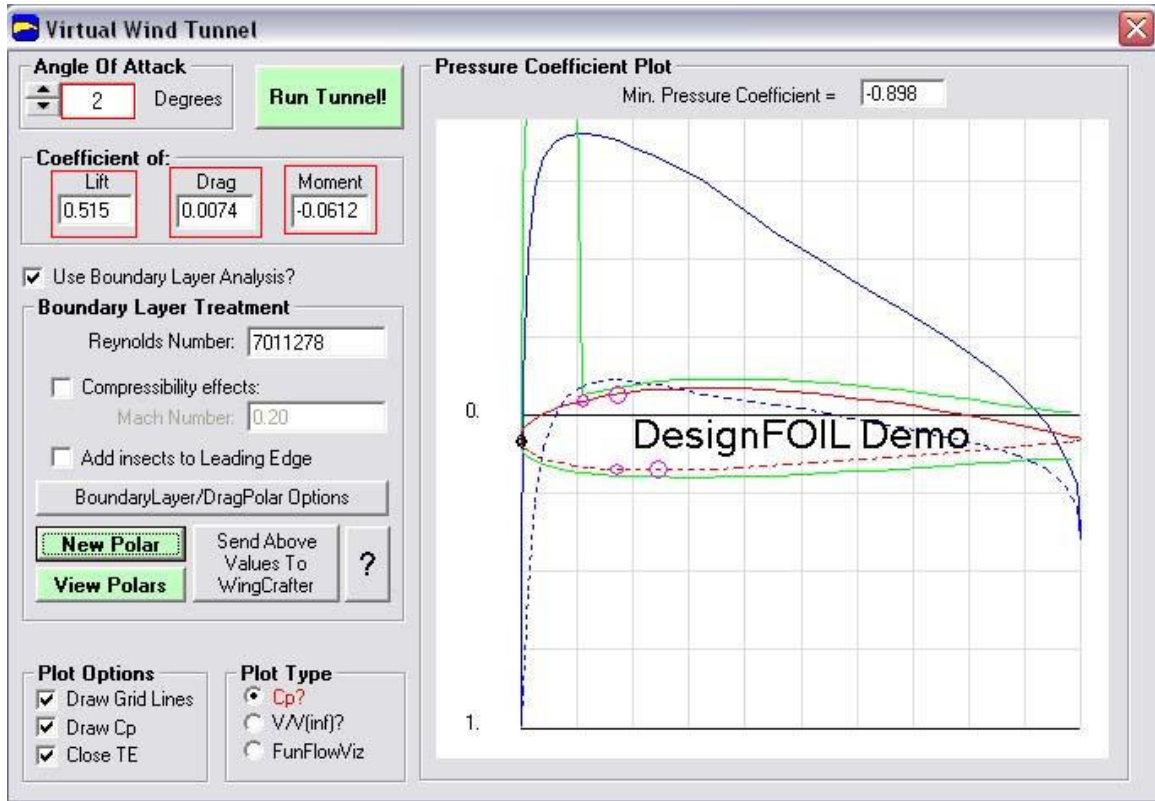 Virtual Wind Tunnel
Angle Of Attack
2 Degrees
Run Tunnel!
Coefficient of:
Lift Drag Moment
0.515 0.0074 -0.0612
Use Boundary Layer Analysis?
Boundary Layer Treatment
Reynolds Number: 7011278
Compressibility effects:
Mach Number: 0.20
Add insects to Leading Edge
BoundaryLayer/DragPolar Options
New Polar
View Polars
Send Above
Values To
WingCrafter
?
Plot Options
Draw Grid Lines
Draw Cp
Close TE
Plot Type
Cp?
V/V(inf)?
FunFlowViz
Pressure Coefficient Plot
Min. Pressure Coefficient = -0.898
0.
DesignFOIL Demo
1.